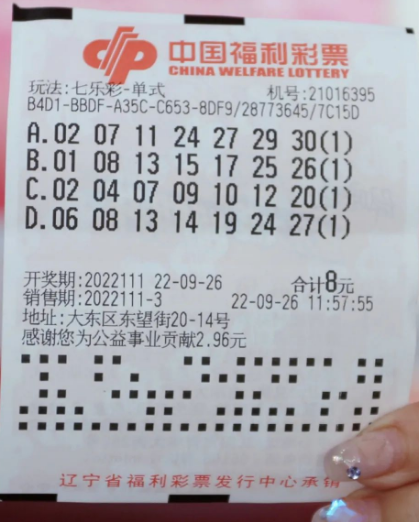 中国福利彩票
CHINA WELFARE LOTTERY
玩法:七乐彩-单式 机号:21016395
B4D1-BBDF-A35C-C653-8DF9/28773645/7C15D
A.02 07 11 24 27 29 30(1)
B.01 08 13 15 17 25 26(1)
C.02 04 07 09 10 12 20(1)
D.06 08 13 14 19 24 27(1)
开奖期:2022111 22-09-26 合计8元
销售期:2022111-3 22-09-26 11:57:55
地址:大东区东望街20-14号
感谢您为公益事业贡献2.96元
辽宁省福利彩票发行中心承销